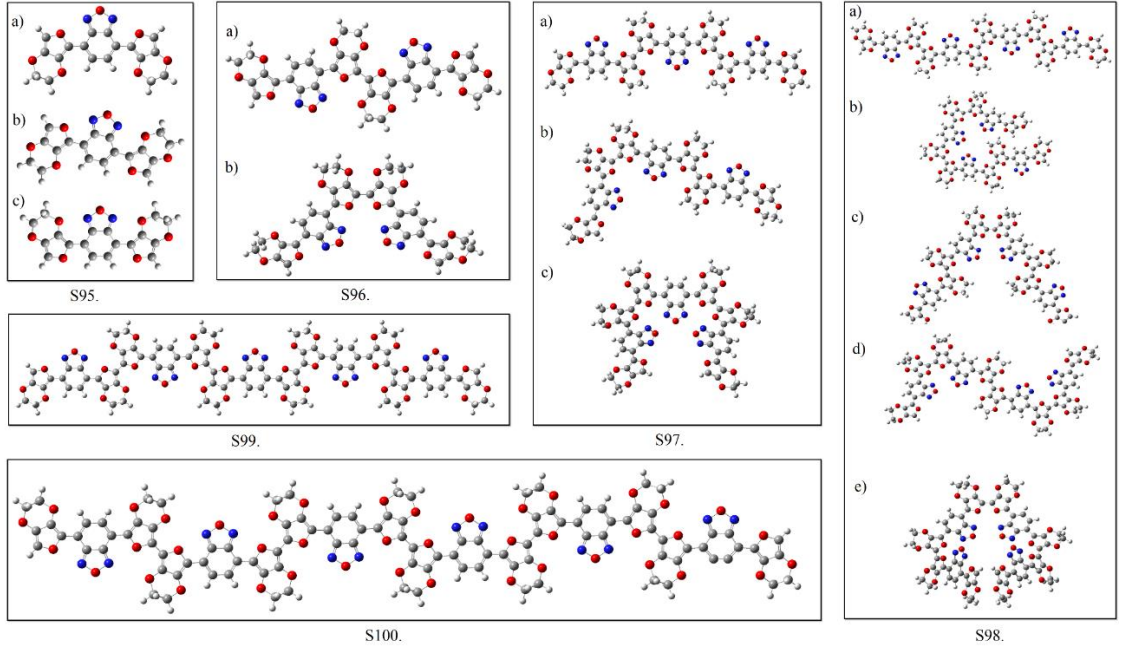 a)
b)
c)
S95.
a)
b)
S96.
a)
b)
c)
S97.
a)
b)
c)
d)
e)
S98.
S99.
S100.